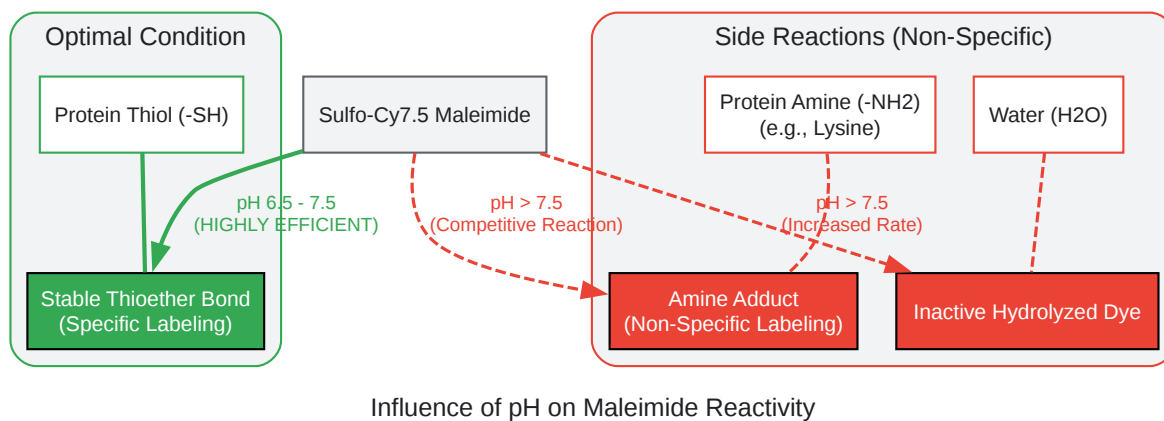 Optimal Condition
Side Reactions (Non-Specific)
Protein Thiol (-SH)
Sulfo-Cy7.5 Maleimide
Protein Amine (-NH2)
(e.g., Lysine)
Water (H2O)
pH 6.5 - 7.5
(HIGHLY EFFICIENT)
pH > 7.5
(Competitive Reaction)
pH > 7.5
(Increased Rate)
Stable Thioether Bond
(Specific Labeling)
Amine Adduct
(Non-Specific Labeling)
Inactive Hydrolyzed Dye
Influence of pH on Maleimide Reactivity